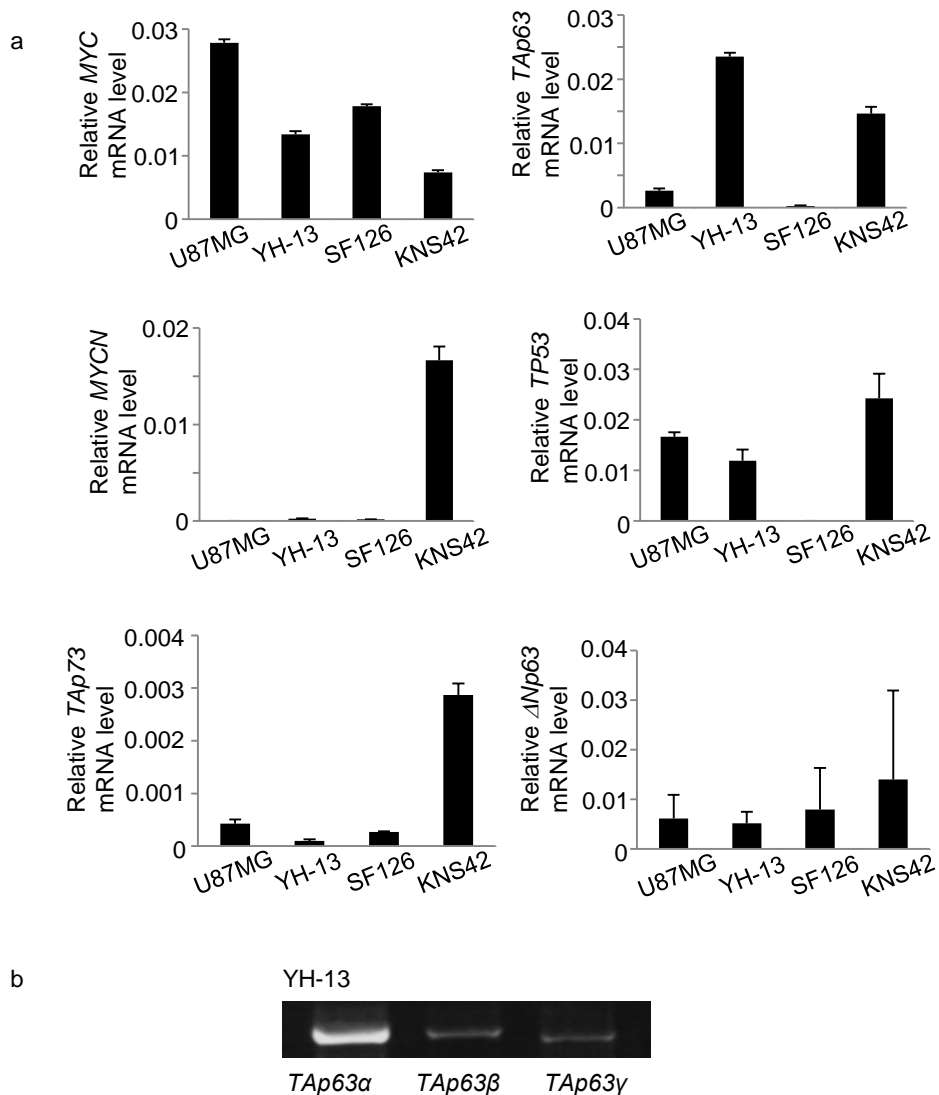 a
Relative MYC
mRNA level
0.03
0.02
0.01
0
U87MG YH-13 SF126 KNS42
Relative TAp63
mRNA level
0.03
0.02
0.01
0
U87MG YH-13 SF126 KNS42
Relative MYCN
mRNA level
0.02
0.01
0
U87MG YH-13 SF126 KNS42
Relative TP53
mRNA level
0.04
0.03
0.02
0.01
0
U87MG YH-13 SF126 KNS42
Relative TAp73
mRNA level
0.004
0.003
0.002
0.001
0
U87MG YH-13 SF126 KNS42
Relative ΔNp63
mRNA level
0.04
0.03
0.02
0.01
0
U87MG YH-13 SF126 KNS42
b
YH-13
TAp63α TAp63β TAp63γ